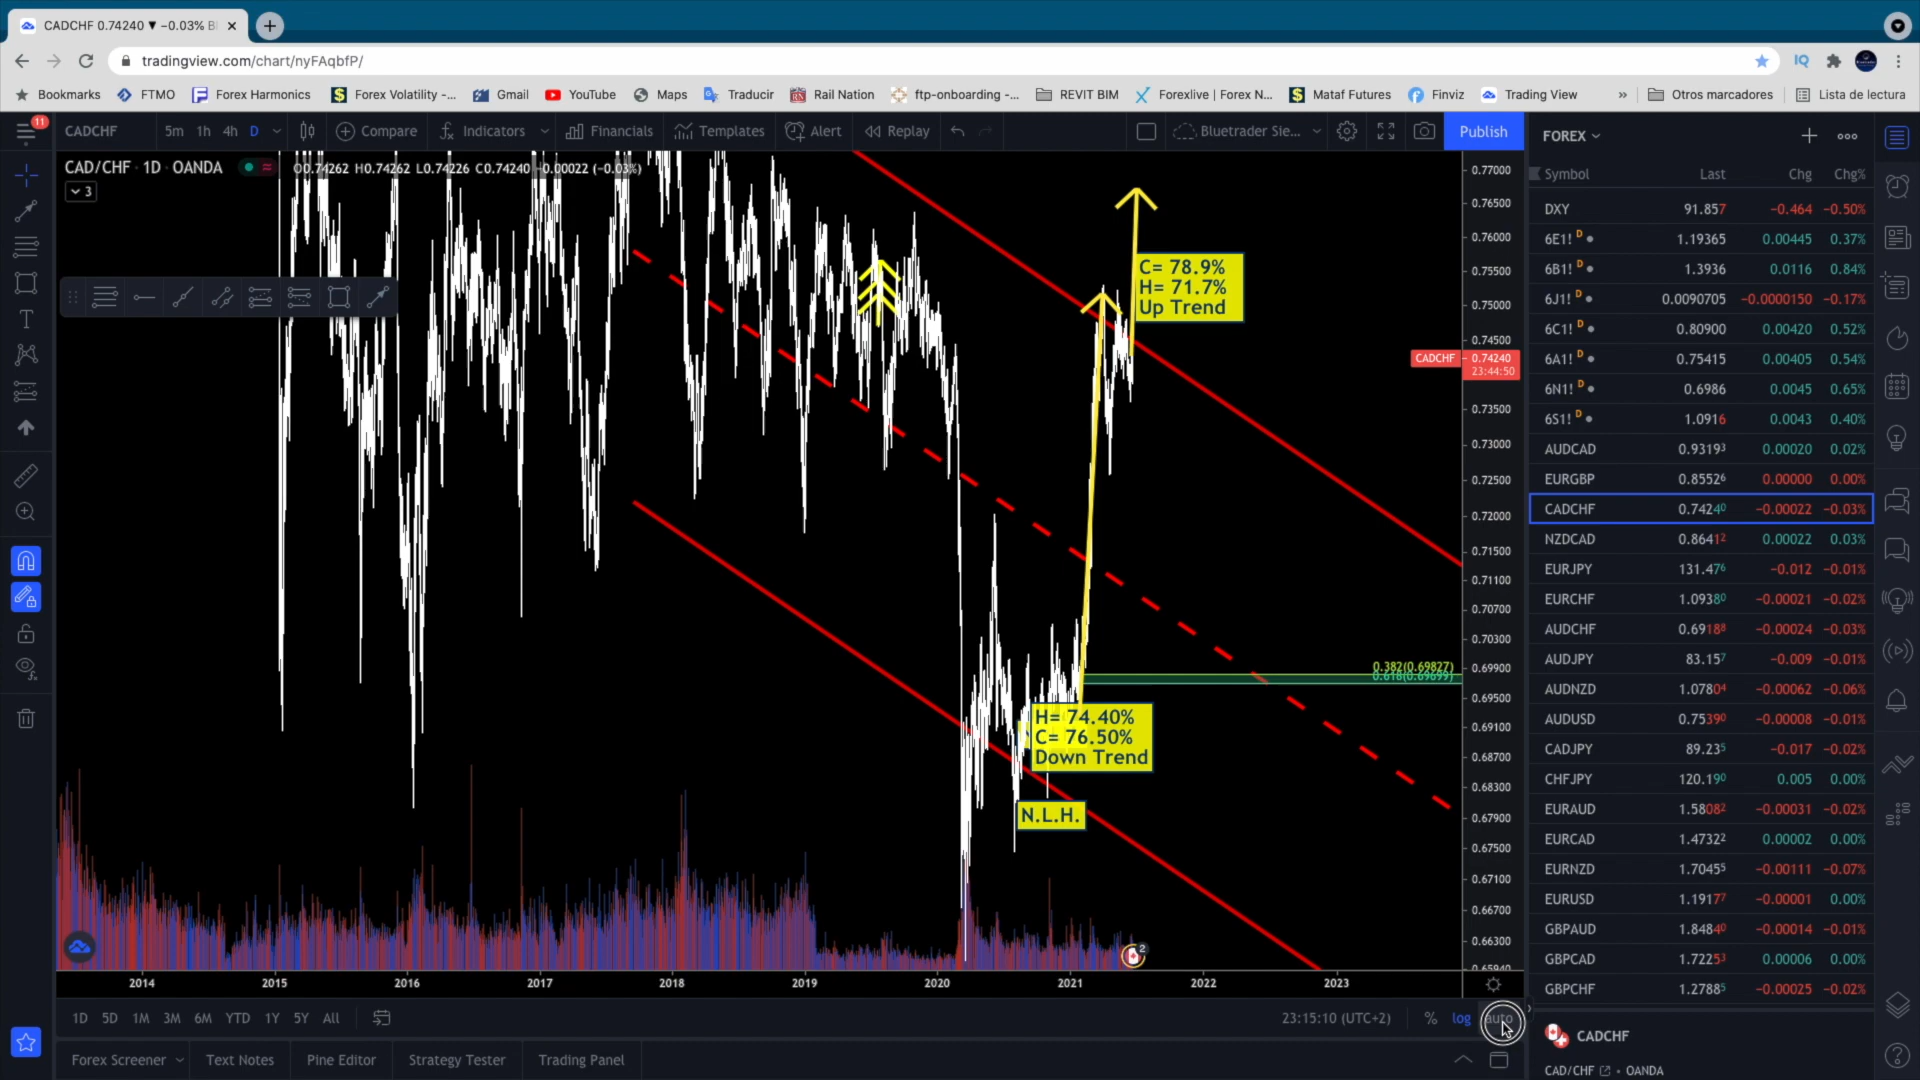 CADCHF 0.74240 ▼ −0.03% B
tradingview.com/chart/nyFAqbfP/
Bookmarks FTMO Forex Harmonics Forex Volatility -... Gmail YouTube Maps Traducir Rail Nation ftp-onboarding -... REVIT BIM Forexlive | Forex N... Mataf Futures Finviz Trading View » Otros marcadores Lista de lectura
11
CADCHF 5m 1h 4h D Compare Indicators Financials Templates Alert Replay Bluetrader Sie... Publish
CAD/CHF · 1D · OANDA O0.74262 H0.74262 L0.74226 C0.74240 −0.00022 (−0.03%)
3
C= 78.9%
H= 71.7%
Up Trend
H= 74.40%
C= 76.50%
Down Trend
N.L.H.
0.382(0.69827)
0.618(0.69699)
0.77000
0.76500
0.76000
0.75500
0.75000
0.74500
CADCHF 0.74240
23:44:50
0.73500
0.73000
0.72500
0.72000
0.71500
0.71100
0.70700
0.70300
0.69900
0.69500
0.69100
0.68700
0.68300
0.67900
0.67500
0.67100
0.66700
0.66300
0.65940
2
2014 2015 2016 2017 2018 2019 2020 2021 2022 2023
1D 5D 1M 3M 6M YTD 1Y 5Y All 23:15:10 (UTC+2) % log auto
Forex Screener Text Notes Pine Editor Strategy Tester Trading Panel
FOREX
Symbol Last Chg Chg%
DXY 91.857 −0.464 −0.50%
6E1! D 1.19365 0.00445 0.37%
6B1! D 1.3936 0.0116 0.84%
6J1! D 0.0090705 −0.0000150 −0.17%
6C1! D 0.80900 0.00420 0.52%
6A1! D 0.75415 0.00405 0.54%
6N1! D 0.6986 0.0045 0.65%
6S1! D 1.0916 0.0043 0.40%
AUDCAD 0.93193 0.00020 0.02%
EURGBP 0.85526 0.00000 0.00%
CADCHF 0.74240 −0.00022 −0.03%
NZDCAD 0.86412 0.00022 0.03%
EURJPY 131.476 −0.012 −0.01%
EURCHF 1.09380 −0.00021 −0.02%
AUDCHF 0.69188 −0.00024 −0.03%
AUDJPY 83.157 −0.009 −0.01%
AUDNZD 1.07804 −0.00062 −0.06%
AUDUSD 0.75390 −0.00008 −0.01%
CADJPY 89.235 −0.017 −0.02%
CHFJPY 120.190 0.005 0.00%
EURAUD 1.58082 −0.00031 −0.02%
EURCAD 1.47322 0.00002 0.00%
EURNZD 1.70455 −0.00111 −0.07%
EURUSD 1.19177 −0.00001 0.00%
GBPAUD 1.84840 −0.00014 −0.01%
GBPCAD 1.72253 0.00006 0.00%
GBPCHF 1.27885 −0.00025 −0.02%
CADCHF
CAD/CHF • OANDA